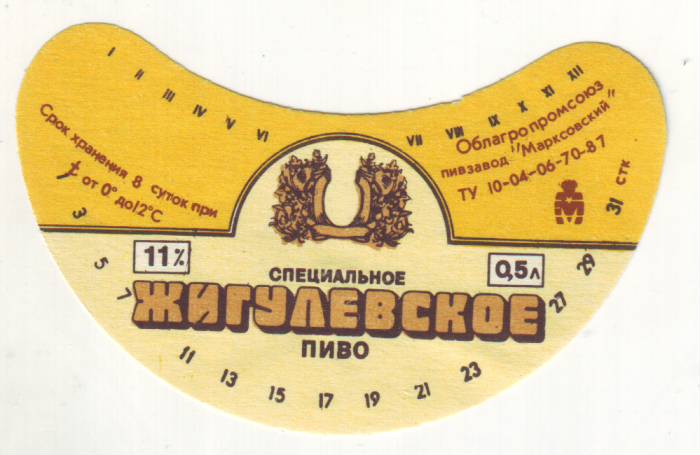 I II III IV V VI VII VIII IX X XI XII
Срок хранения 8 суток при
t от 0° до 12°С
Облагропромсоюз
пивзавод "Марксовский"
ТУ 10-04-06-70-87
стк
11%
0,5л
СПЕЦИАЛЬНОЕ
ЖИГУЛЕВСКОЕ
ПИВО
1 3 5 7 11 13 15 17 19 21 23 27 29 31